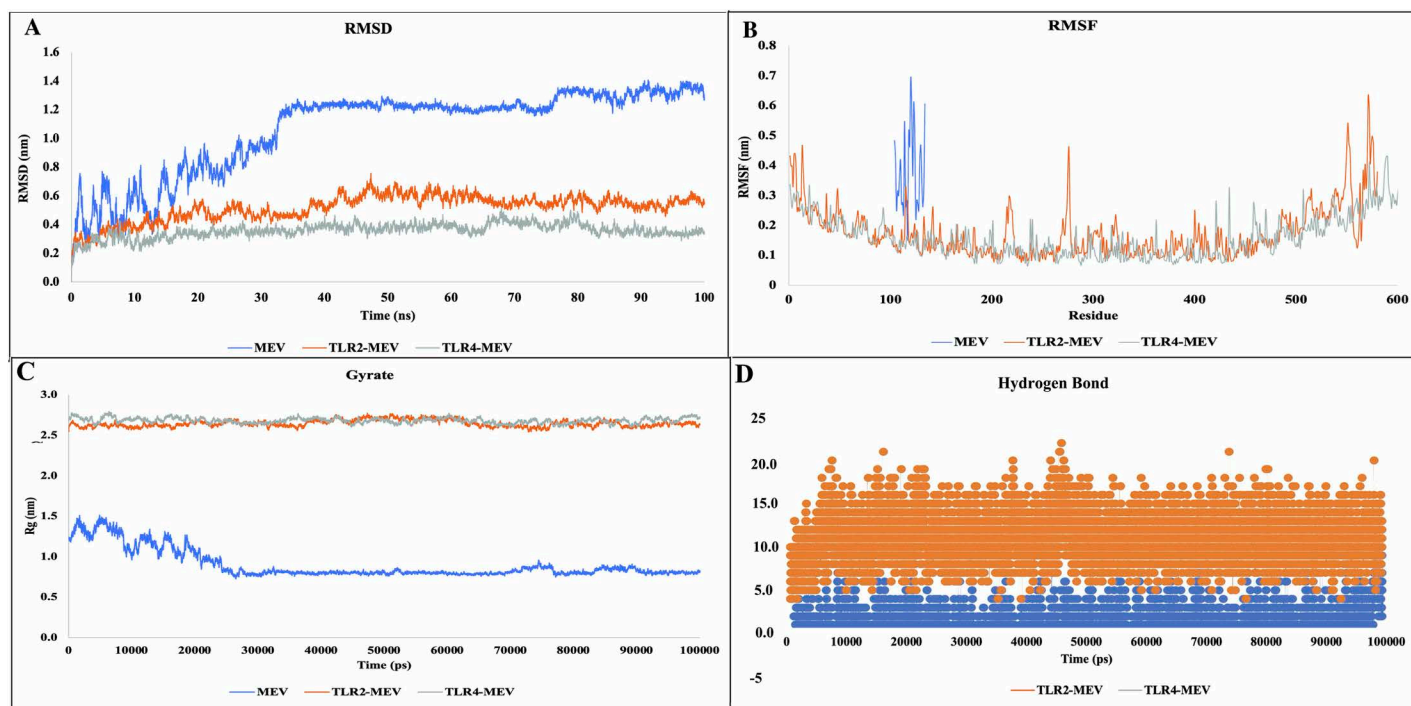 A
RMSD
RMSD (nm)
1.6
1.4
1.2
1.0
0.8
0.6
0.4
0.2
0.0
0 10 20 30 40 50 60 70 80 90 100
Time (ns)
MEV TLR2-MEV TLR4-MEV
B
RMSF
RMSF (nm)
0.8
0.7
0.6
0.5
0.4
0.3
0.2
0.1
0
0 100 200 300 400 500 600
Residue
MEV TLR2-MEV TLR4-MEV
C
Gyrate
Rg (nm)
3.0
2.5
2.0
1.5
1.0
0.5
0.0
0 10000 20000 30000 40000 50000 60000 70000 80000 90000 100000
Time (ps)
MEV TLR2-MEV TLR4-MEV
D
Hydrogen Bond
25
20.0
15.0
10.0
5.0
0.0
-5
0 10000 20000 30000 40000 50000 60000 70000 80000 90000 100000
Time (ps)
TLR2-MEV TLR4-MEV